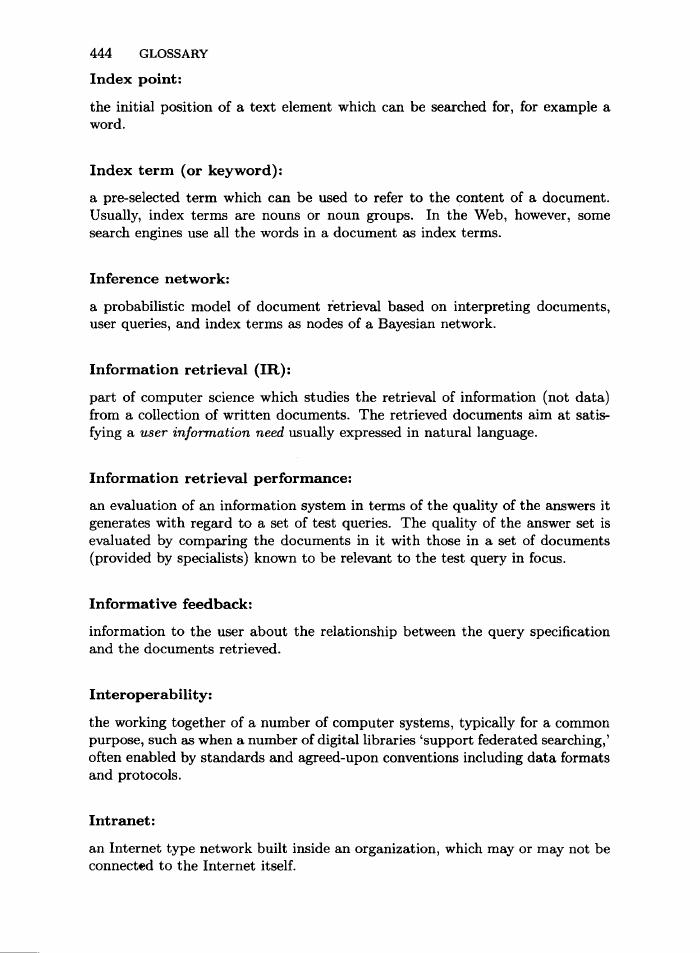 444 GLOSSARY
Index point:
the initial position of a text element which can be searched for, for example a
word.
Index term (or keyword):
a pre-selected term which can be used to refer to the content of a document.
Usually, index terms are nouns or noun groups. In the Web, however, some
search engines use all the words in a document as index terms.
Inference network:
a probabilistic model of document retrieval based on interpreting documents,
user queries, and index terms as nodes of a Bayesian network.
Information retrieval (IR):
part of computer science which studies the retrieval of information (not data)
from a collection of written documents. The retrieved documents aim at satis-
fying a user information need usually expressed in natural language.
Information retrieval performance:
an evaluation of an information system in terms of the quality of the answers it
generates with regard to a set of test queries. The quality of the answer set is
evaluated by comparing the documents in it with those in a set of documents
(provided by specialists) known to be relevant to the test query in focus.
Informative feedback:
information to the user about the relationship between the query specification
and the documents retrieved.
Interoperability:
the working together of a number of computer systems, typically for a common
purpose, such as when a number of digital libraries ‘support federated searching,’
often enabled by standards and agreed-upon conventions including data formats
and protocols.
Intranet:
an Internet type network built inside an organization, which may or may not be
connected to the Internet itself.